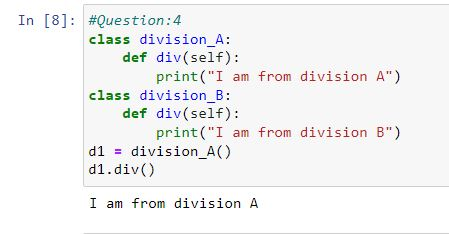 In [8]: #Question:4
class division_A:
    def div(self):
        print("I am from division A")
class division_B:
    def div(self):
        print("I am from division B")
d1 = division_A()
d1.div()
I am from division A